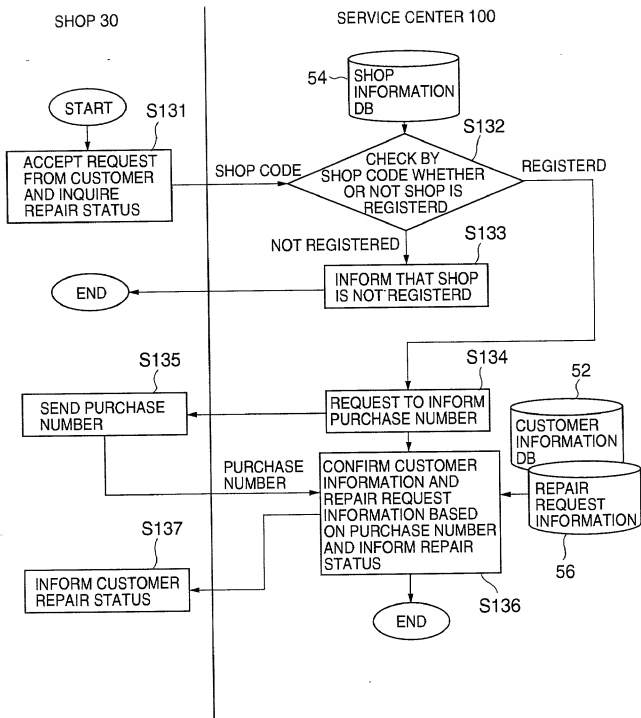 SHOP 30
SERVICE CENTER 100
54
SHOP
INFORMATION
DB
START
S131
ACCEPT REQUEST
FROM CUSTOMER
AND INQUIRE
REPAIR STATUS
SHOP CODE
S132
CHECK BY
SHOP CODE WHETHER
OR NOT SHOP IS
REGISTERD
REGISTERD
NOT REGISTERED
S133
INFORM THAT SHOP
IS NOT REGISTERD
END
S134
REQUEST TO INFORM
PURCHASE NUMBER
S135
SEND PURCHASE
NUMBER
52
CUSTOMER
INFORMATION
DB
REPAIR
REQUEST
INFORMATION
56
PURCHASE
NUMBER
CONFIRM CUSTOMER
INFORMATION AND
REPAIR REQUEST
INFORMATION BASED
ON PURCHASE NUMBER
AND INFORM REPAIR
STATUS
S136
S137
INFORM CUSTOMER
REPAIR STATUS
END